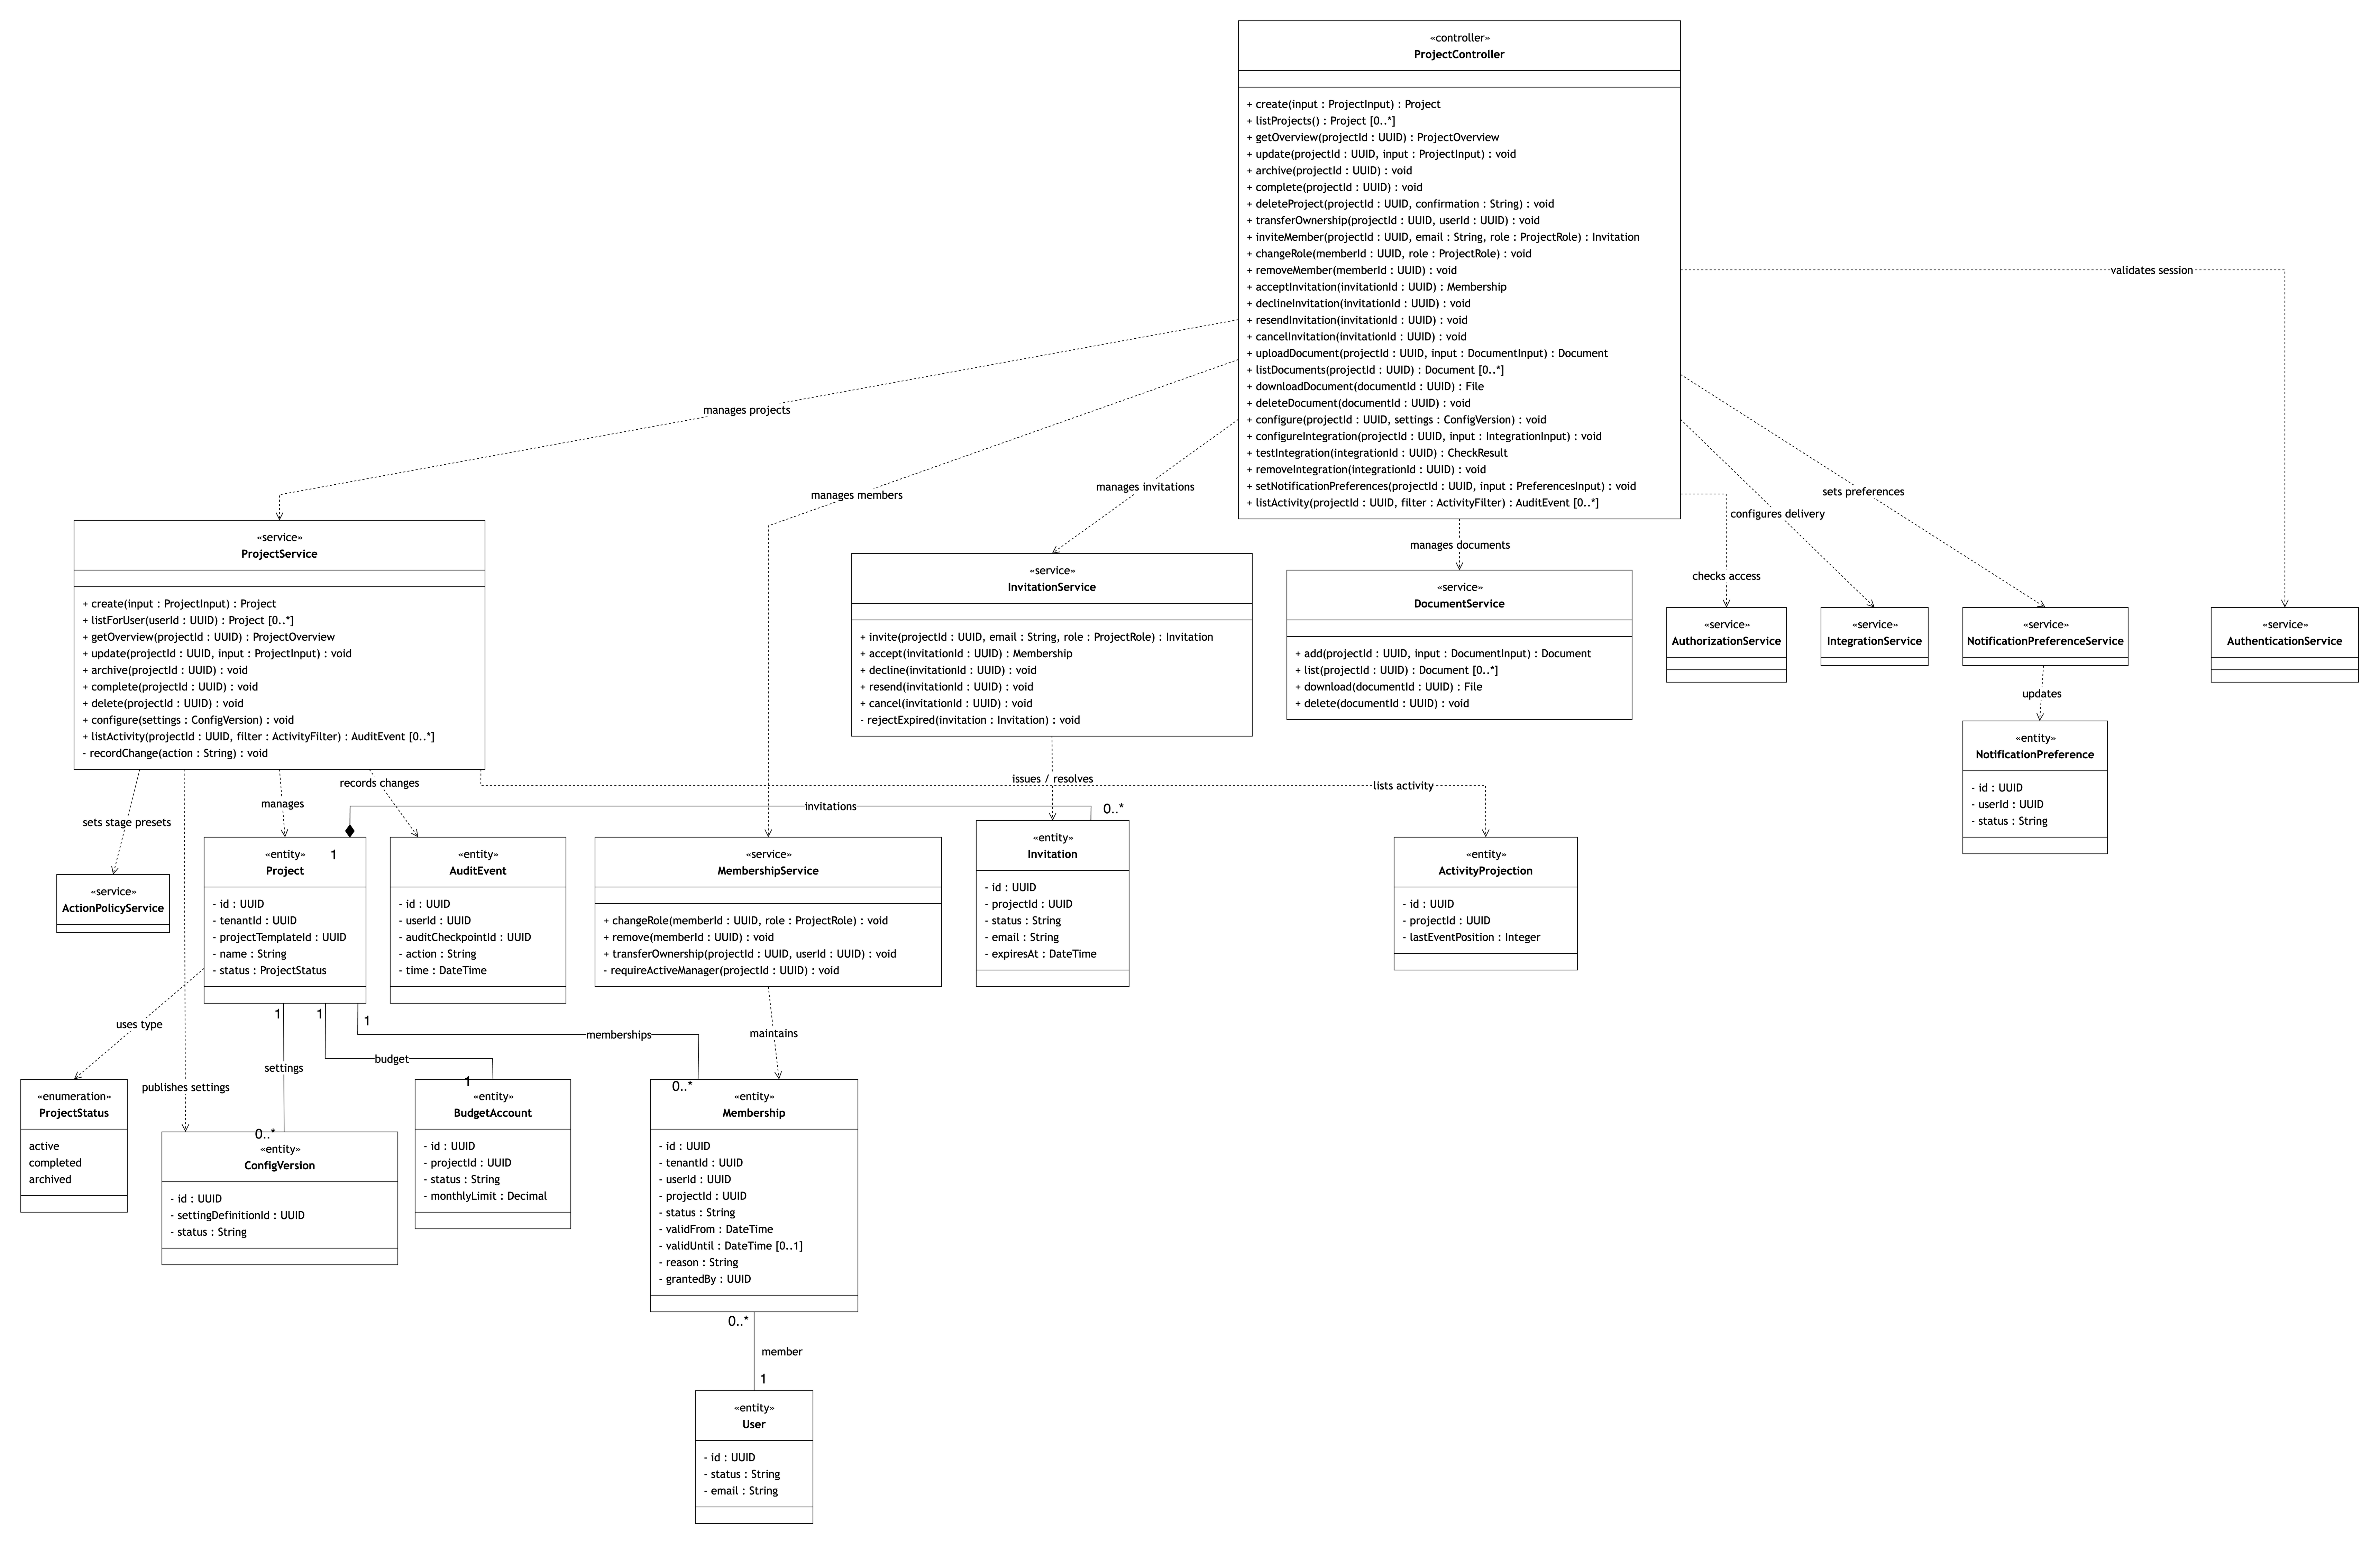 «controller»
ProjectController
+ create(input : ProjectInput) : Project
+ listProjects() : Project [0..*]
+ getOverview(projectId : UUID) : ProjectOverview
+ update(projectId : UUID, input : ProjectInput) : void
+ archive(projectId : UUID) : void
+ complete(projectId : UUID) : void
+ deleteProject(projectId : UUID, confirmation : String) : void
+ transferOwnership(projectId : UUID, userId : UUID) : void
+ inviteMember(projectId : UUID, email : String, role : ProjectRole) : Invitation
+ changeRole(memberId : UUID, role : ProjectRole) : void
+ removeMember(memberId : UUID) : void
+ acceptInvitation(invitationId : UUID) : Membership
+ declineInvitation(invitationId : UUID) : void
+ resendInvitation(invitationId : UUID) : void
+ cancelInvitation(invitationId : UUID) : void
+ uploadDocument(projectId : UUID, input : DocumentInput) : Document
+ listDocuments(projectId : UUID) : Document [0..*]
+ downloadDocument(documentId : UUID) : File
+ deleteDocument(documentId : UUID) : void
+ configure(projectId : UUID, settings : ConfigVersion) : void
+ configureIntegration(projectId : UUID, input : IntegrationInput) : void
+ testIntegration(integrationId : UUID) : CheckResult
+ removeIntegration(integrationId : UUID) : void
+ setNotificationPreferences(projectId : UUID, input : PreferencesInput) : void
+ listActivity(projectId : UUID, filter : ActivityFilter) : AuditEvent [0..*]
validates session
manages projects
manages members
manages invitations
manages documents
checks access
configures delivery
sets preferences
«service»
ProjectService
+ create(input : ProjectInput) : Project
+ listForUser(userId : UUID) : Project [0..*]
+ getOverview(projectId : UUID) : ProjectOverview
+ update(projectId : UUID, input : ProjectInput) : void
+ archive(projectId : UUID) : void
+ complete(projectId : UUID) : void
+ delete(projectId : UUID) : void
+ configure(settings : ConfigVersion) : void
+ listActivity(projectId : UUID, filter : ActivityFilter) : AuditEvent [0..*]
- recordChange(action : String) : void
«service»
InvitationService
+ invite(projectId : UUID, email : String, role : ProjectRole) : Invitation
+ accept(invitationId : UUID) : Membership
+ decline(invitationId : UUID) : void
+ resend(invitationId : UUID) : void
+ cancel(invitationId : UUID) : void
- rejectExpired(invitation : Invitation) : void
«service»
DocumentService
+ add(projectId : UUID, input : DocumentInput) : Document
+ list(projectId : UUID) : Document [0..*]
+ download(documentId : UUID) : File
+ delete(documentId : UUID) : void
«service»
AuthorizationService
«service»
IntegrationService
«service»
NotificationPreferenceService
«service»
AuthenticationService
updates
«entity»
NotificationPreference
- id : UUID
- userId : UUID
- status : String
sets stage presets
manages
records changes
issues / resolves
lists activity
invitations
1
0..*
«service»
ActionPolicyService
«entity»
Project
- id : UUID
- tenantId : UUID
- projectTemplateId : UUID
- name : String
- status : ProjectStatus
«entity»
AuditEvent
- id : UUID
- userId : UUID
- auditCheckpointId : UUID
- action : String
- time : DateTime
«service»
MembershipService
+ changeRole(memberId : UUID, role : ProjectRole) : void
+ remove(memberId : UUID) : void
+ transferOwnership(projectId : UUID, userId : UUID) : void
- requireActiveManager(projectId : UUID) : void
«entity»
Invitation
- id : UUID
- projectId : UUID
- status : String
- email : String
- expiresAt : DateTime
«entity»
ActivityProjection
- id : UUID
- projectId : UUID
- lastEventPosition : Integer
uses type
publishes settings
1
settings
0..*
1
budget
1
1
memberships
0..*
maintains
«enumeration»
ProjectStatus
active
completed
archived
«entity»
ConfigVersion
- id : UUID
- settingDefinitionId : UUID
- status : String
«entity»
BudgetAccount
- id : UUID
- projectId : UUID
- status : String
- monthlyLimit : Decimal
«entity»
Membership
- id : UUID
- tenantId : UUID
- userId : UUID
- projectId : UUID
- status : String
- validFrom : DateTime
- validUntil : DateTime [0..1]
- reason : String
- grantedBy : UUID
0..*
member
1
«entity»
User
- id : UUID
- status : String
- email : String